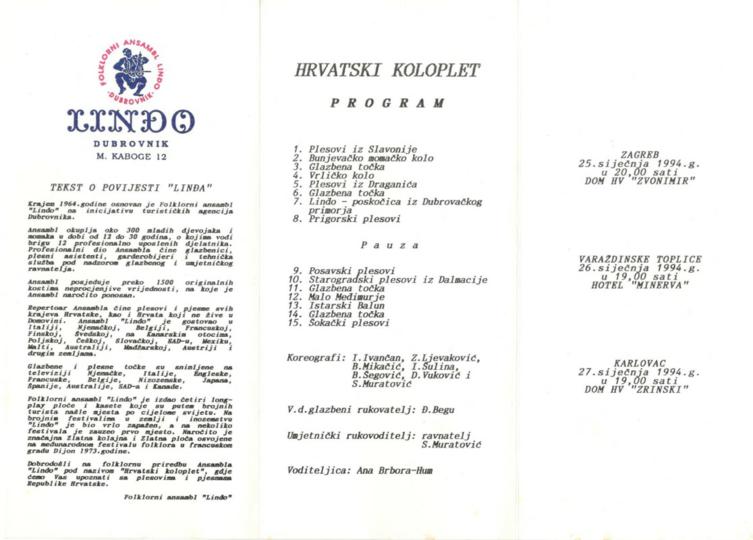 FOLKLORNI ANSAMBL LINĐO
DUBROVNIK
LINĐO
DUBROVNIK
M. KABOGE 12
TEKST O POVIJESTI "LINĐA"
Krajem 1964.godine osnovan je Folklorni ansambl
"Linđo" na inicijativu turističkih agencija
Dubrovnika.
Ansambl okuplja oko 300 mladih djevojaka i
momaka u dobi od 12 do 30 godina, o kojima vodi
brigu 12 profesionalno uposlenih djelatnika.
Profesionalni dio Ansambla čine glazbenici,
plesni asistenti, garderobijeri i tehnička
služba pod nadzorom glazbenog i umjetničkog
ravnatelja.
Ansambl posjeduje preko 1500 originalnih
kostima neprocjenjive vrijednosti, na koje je
Ansambl naročito ponosan.
Repertoar Ansambla čine plesovi i pjesme svih
krajeva Hrvatske, kao i Hrvata koji ne žive u
Domovini. Ansambl "Linđo" je gostovao u
Italiji, Njemačkoj, Belgiji, Francuskoj,
Finskoj, Švedskoj, na Kanarskim otocima,
Poljskoj, Češkoj, Slovačkoj, SAD-u, Mexiku,
Malti, Australiji, Mađžarskoj, Austriji i
drugim zemljama.
Glazbene i plesne točke su snimljene na
televiziji Njemačke, Italije, Engleske,
Francuske, Belgije, Nizozemske, Japana,
Španije, Australije, SAD-a i Kanade.
Folklorni ansambl "Linđo" je izdao četiri long-
play ploče i kasete koje su putem brojnih
turista našle mjesto po cijelome svijetu. Na
brojnim festivalima u zemlji i inozemstvu
"Linđo" je bio vrlo zapažen, a na nekoliko
festivala je zauzeo prvo mjesto. Naročito je
značajna Zlatna kolajna i Zlatna ploča osvojene
na međunarodnom festivalu folklora u francuskom
gradu Dijon 1973.godine.
Dobrodošli na folklornu priredbu Ansambla
"Linđo" pod nazivom "Hrvatski koloplet", gdje
ćemo Vas upoznati sa plesovima i pjesmama
Republike Hrvatske.
Folklorni ansambl "Linđo"
HRVATSKI KOLOPLET
PROGRAM
1. Plesovi iz Slavonije
2. Bunjevačko momačko kolo
3. Glazbena točka
4. Vrličko kolo
5. Plesovi iz Draganića
6. Glazbena točka
7. Linđo - poskočica iz Dubrovačkog
primorja
8. Prigorski plesovi
Pauza
9. Posavski plesovi
10. Starogradski plesovi iz Dalmacije
11. Glazbena točka
12. Malo Međimurje
13. Istarski Balun
14. Glazbena točka
15. Šokački plesovi
Koreografi: I.Ivančan, Z.Ljevaković,
B.Mikačić, I.Šulina,
B.Šegović, D.Vuković i
S.Muratović
V.d.glazbeni rukovatelj: Đ.Begu
Umjetnički rukovoditelj: ravnatelj
S.Muratović
Voditeljica: Ana Brbora-Hum
ZAGREB
25.siječnja 1994.g.
u 20,00 sati
DOM HV "ZVONIMIR"
VARAŽDINSKE TOPLICE
26.siječnja 1994.g.
u 19,00 sati
HOTEL "MINERVA"
KARLOVAC
27.siječnja 1994.g.
u 19,00 sati
DOM HV "ZRINSKI"